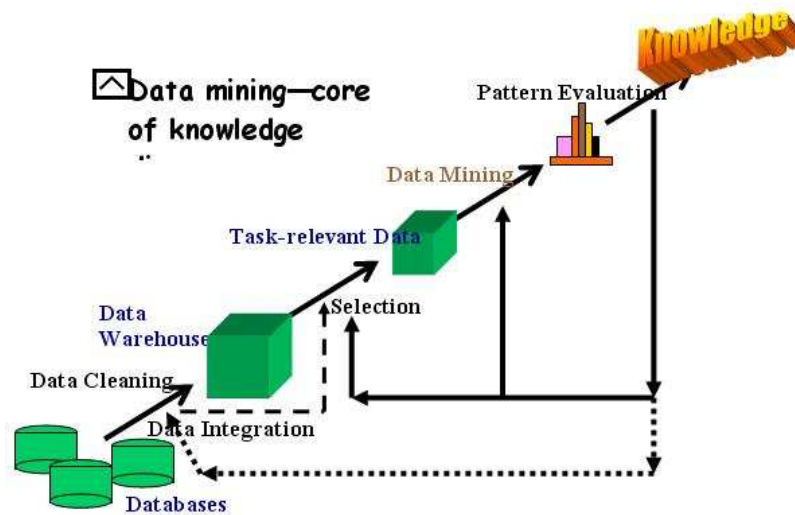 Knowledge
Data mining—core
of knowledge
Pattern Evaluation
Data Mining
Task-relevant Data
Selection
Data
Warehouse
Data Cleaning
Data Integration
Databases